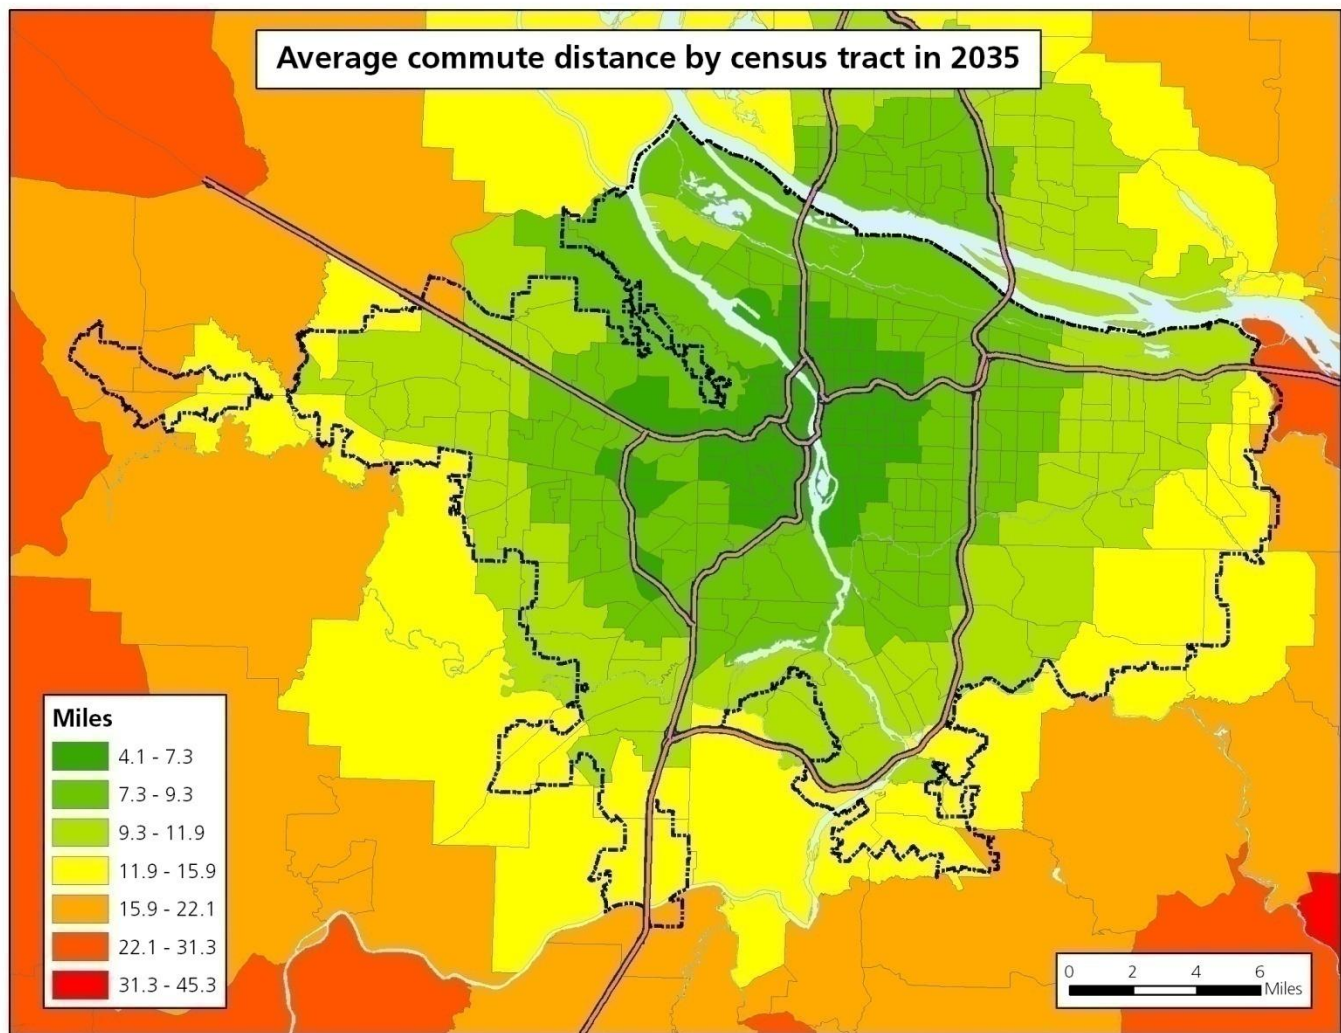 Average commute distance by census tract in 2035
Miles
4.1 - 7.3
7.3 - 9.3
9.3 - 11.9
11.9 - 15.9
15.9 - 22.1
22.1 - 31.3
31.3 - 45.3
0 2 4 6
Miles